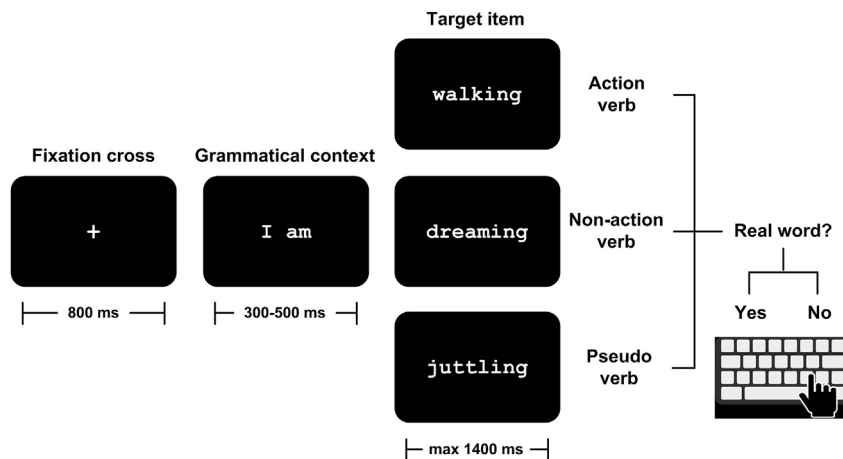 Target item
walking
Action
verb
Fixation cross
+
800 ms
Grammatical context
I am
300-500 ms
dreaming
Non-action
verb
juttling
Pseudo
verb
max 1400 ms
Real word?
Yes No